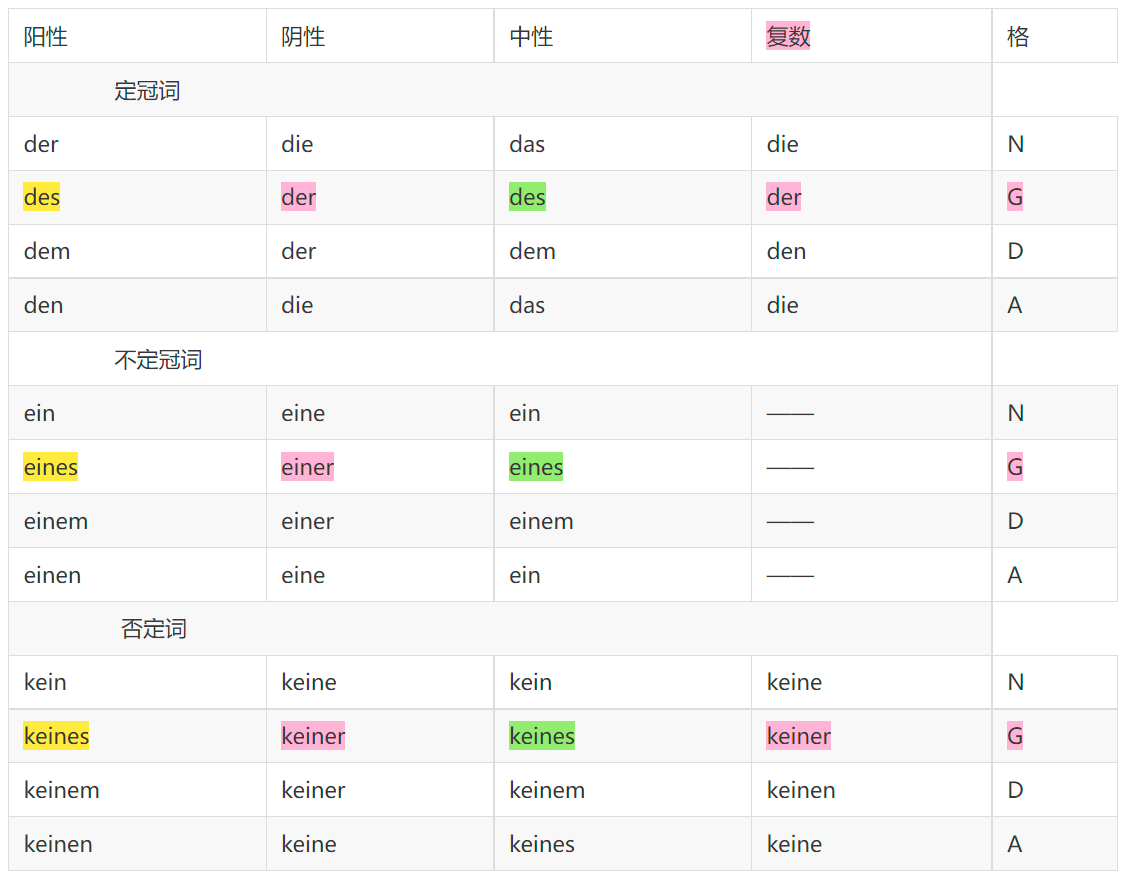 阳性 阴性 中性 复数 格
定冠词
der die das die N
des der des der G
dem der dem den D
den die das die A
不定冠词
ein eine ein —— N
eines einer eines —— G
einem einer einem —— D
einen eine ein —— A
否定词
kein keine kein keine N
keines keiner keines keiner G
keinem keiner keinem keinen D
keinen keine keines keine A